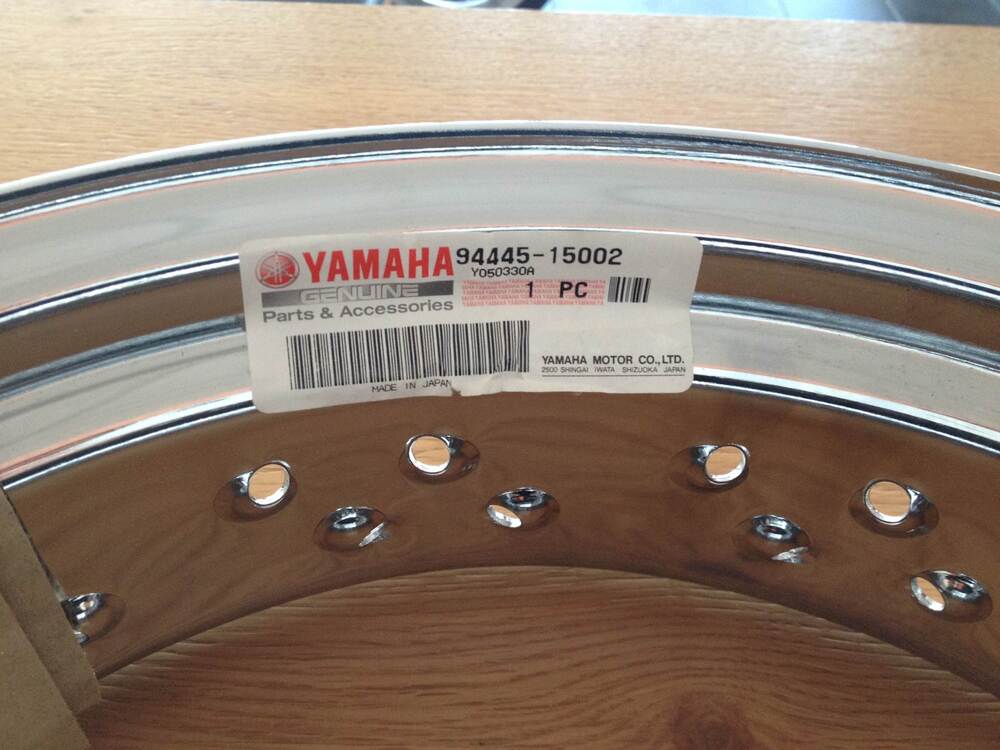 YAMAHA 94445-15002
Y050330A
GENUINE
1 PC
Parts & Accessories
YAMAHA MOTOR CO., LTD.
2500 SHINGAI IWATA SHIZUOKA JAPAN
MADE IN JAPAN